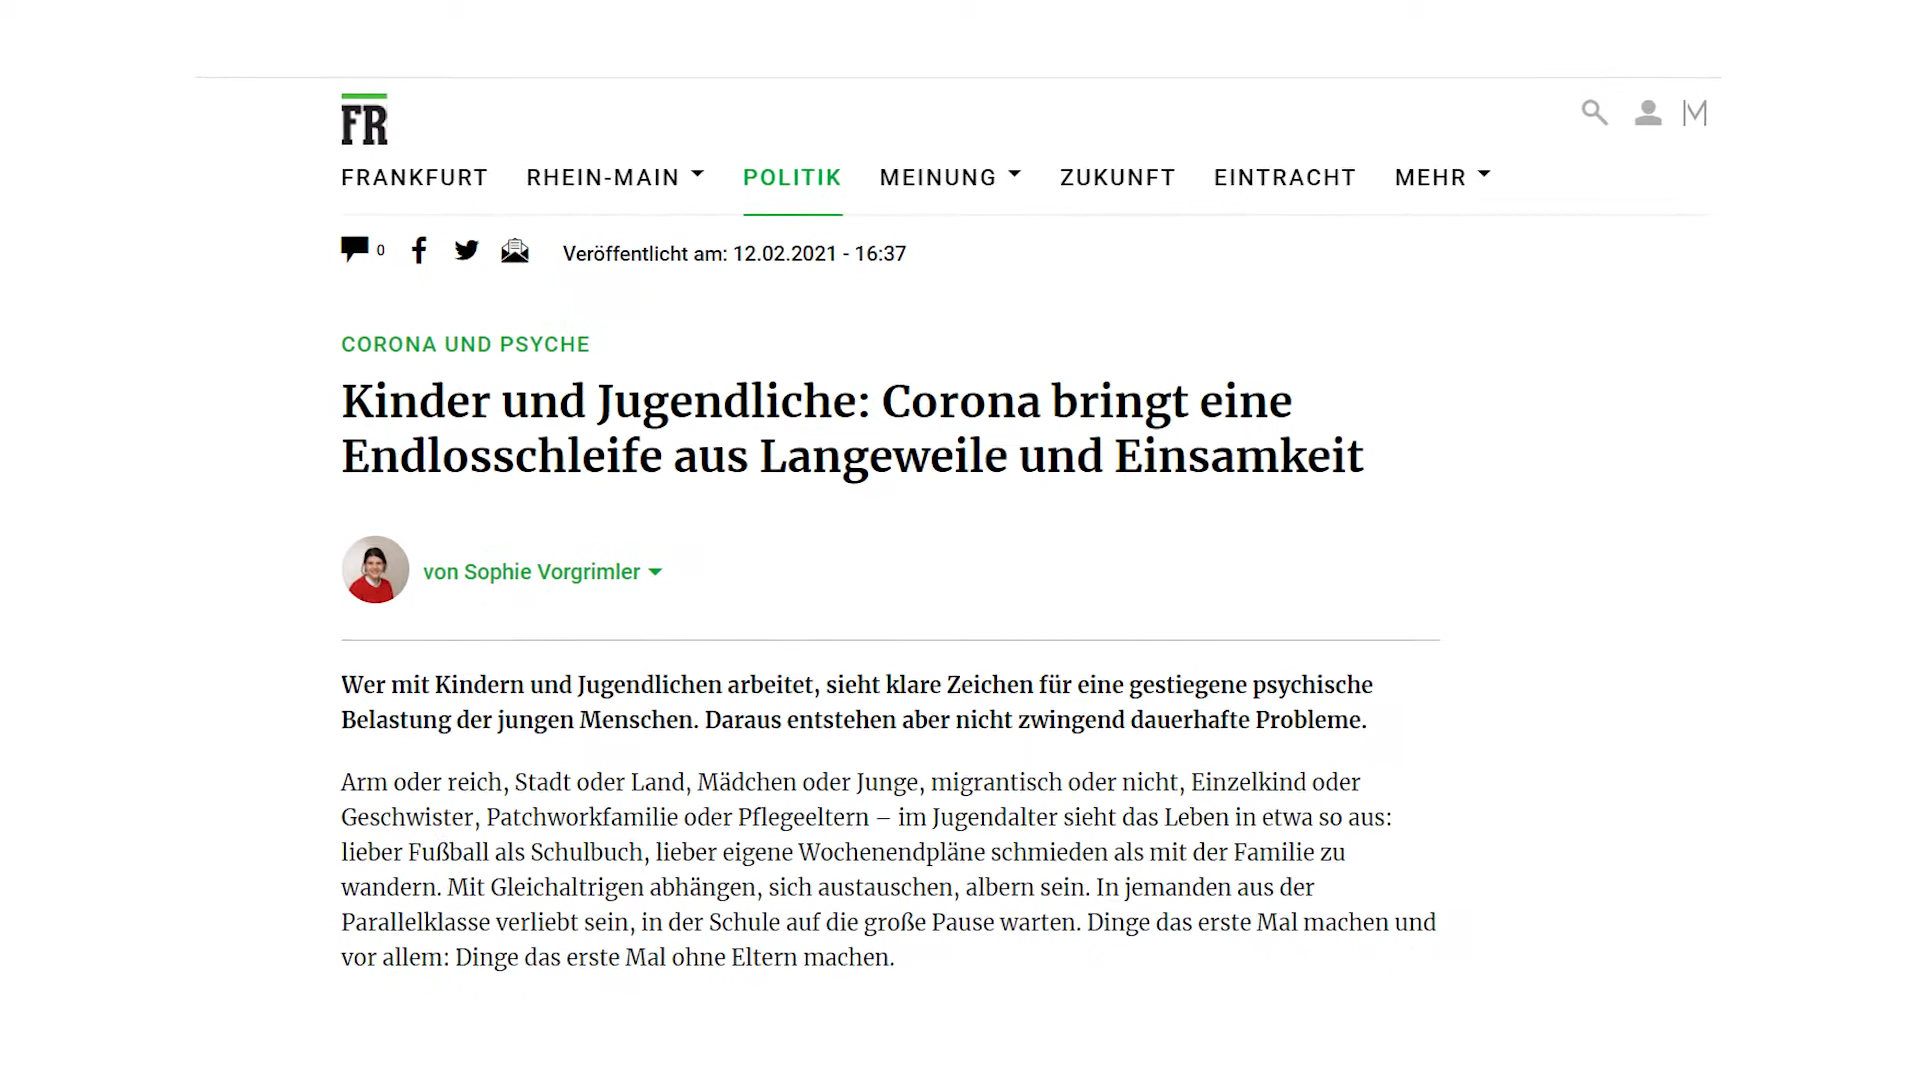 FR
FRANKFURT RHEIN-MAIN POLITIK MEINUNG ZUKUNFT EINTRACHT MEHR
0 Veröffentlicht am: 12.02.2021 - 16:37
CORONA UND PSYCHE
Kinder und Jugendliche: Corona bringt eine
Endlosschleife aus Langeweile und Einsamkeit
von Sophie Vorgrimler
Wer mit Kindern und Jugendlichen arbeitet, sieht klare Zeichen für eine gestiegene psychische
Belastung der jungen Menschen. Daraus entstehen aber nicht zwingend dauerhafte Probleme.
Arm oder reich, Stadt oder Land, Mädchen oder Junge, migrantisch oder nicht, Einzelkind oder
Geschwister, Patchworkfamilie oder Pflegeeltern – im Jugendalter sieht das Leben in etwa so aus:
lieber Fußball als Schulbuch, lieber eigene Wochenendpläne schmieden als mit der Familie zu
wandern. Mit Gleichaltrigen abhängen, sich austauschen, albern sein. In jemanden aus der
Parallelklasse verliebt sein, in der Schule auf die große Pause warten. Dinge das erste Mal machen und
vor allem: Dinge das erste Mal ohne Eltern machen.